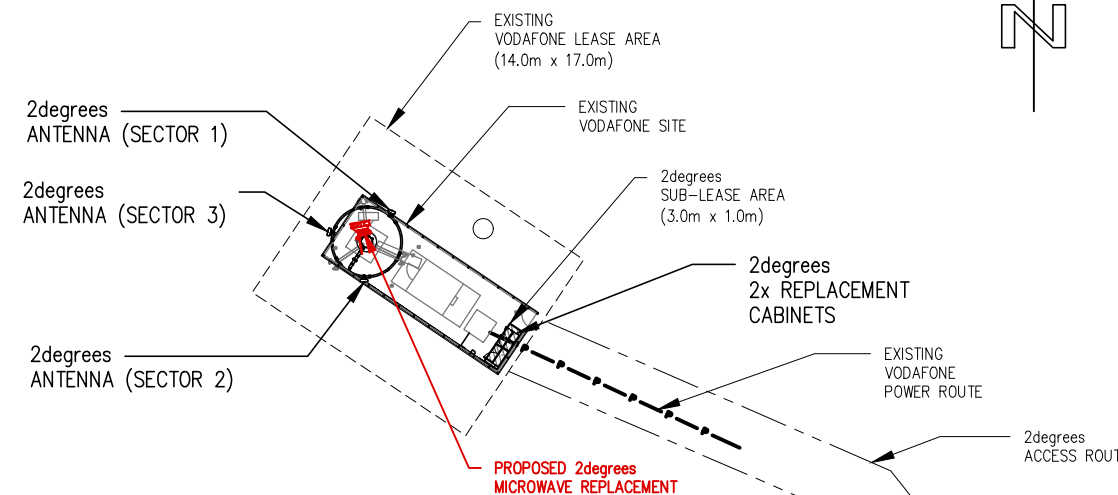 EXISTING
VODAFONE LEASE AREA
(14.0m x 17.0m)
N
2degrees
ANTENNA (SECTOR 1)
EXISTING
VODAFONE SITE
2degrees
ANTENNA (SECTOR 3)
2degrees
SUB-LEASE AREA
(3.0m x 1.0m)
2degrees
2x REPLACEMENT
CABINETS
2degrees
ANTENNA (SECTOR 2)
EXISTING
VODAFONE
POWER ROUTE
2degrees
ACCESS ROUT
PROPOSED 2degrees
MICROWAVE REPLACEMENT